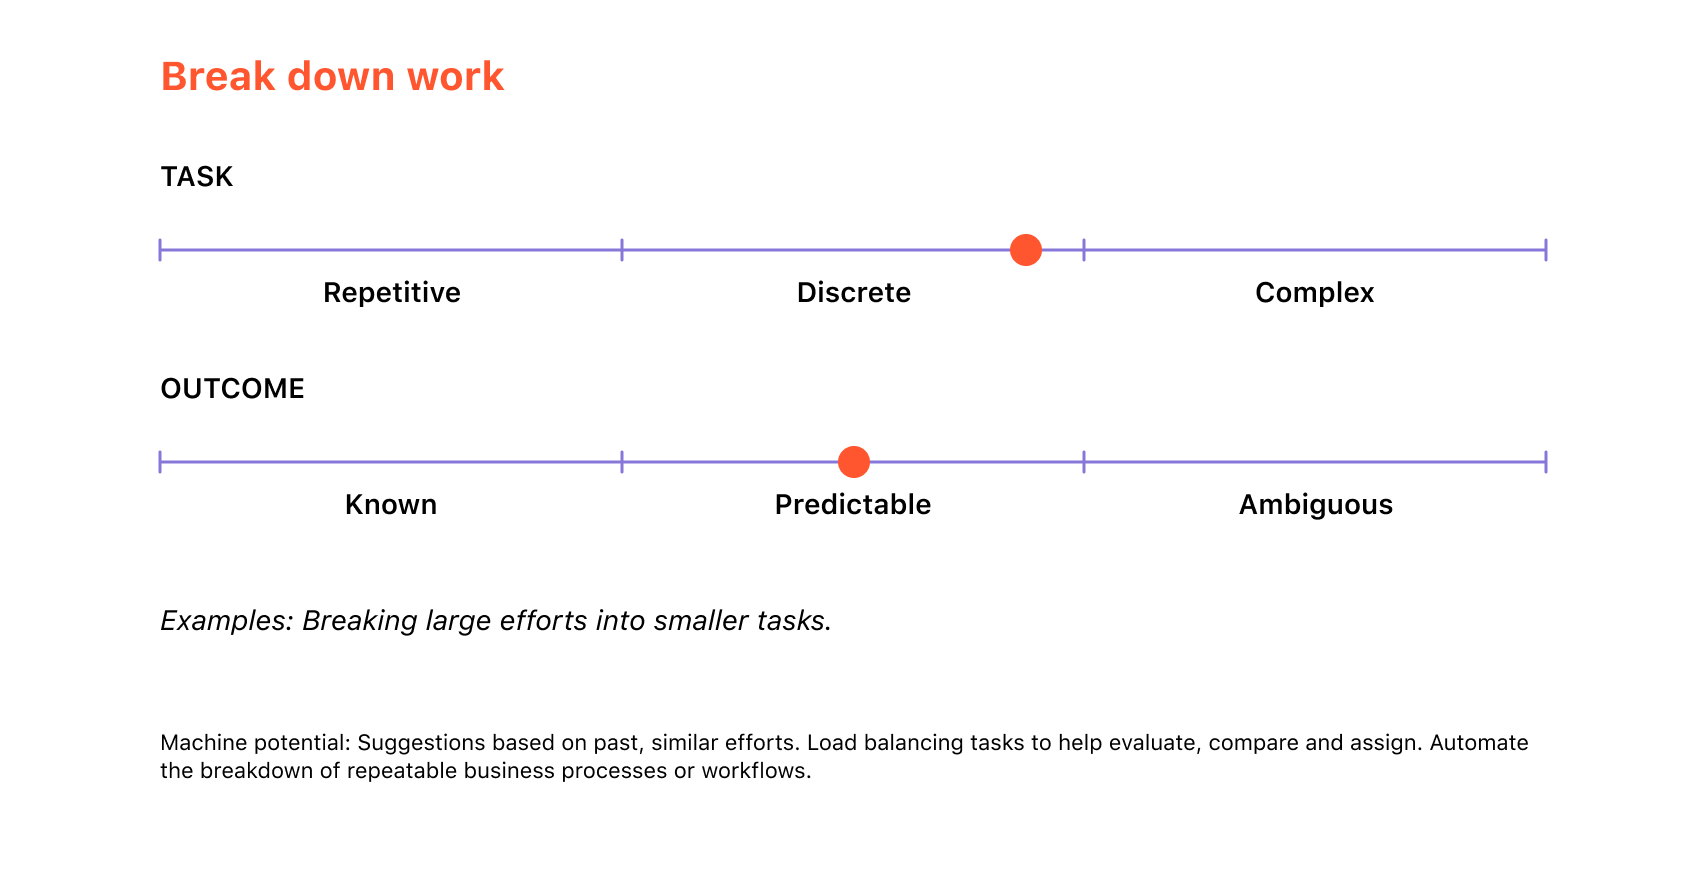 Break down work
TASK
Repetitive
Discrete
Complex
OUTCOME
Known
Predictable
Ambiguous
Examples: Breaking large efforts into smaller tasks.
Machine potential: Suggestions based on past, similar efforts. Load balancing tasks to help evaluate, compare and assign. Automate
the breakdown of repeatable business processes or workflows.